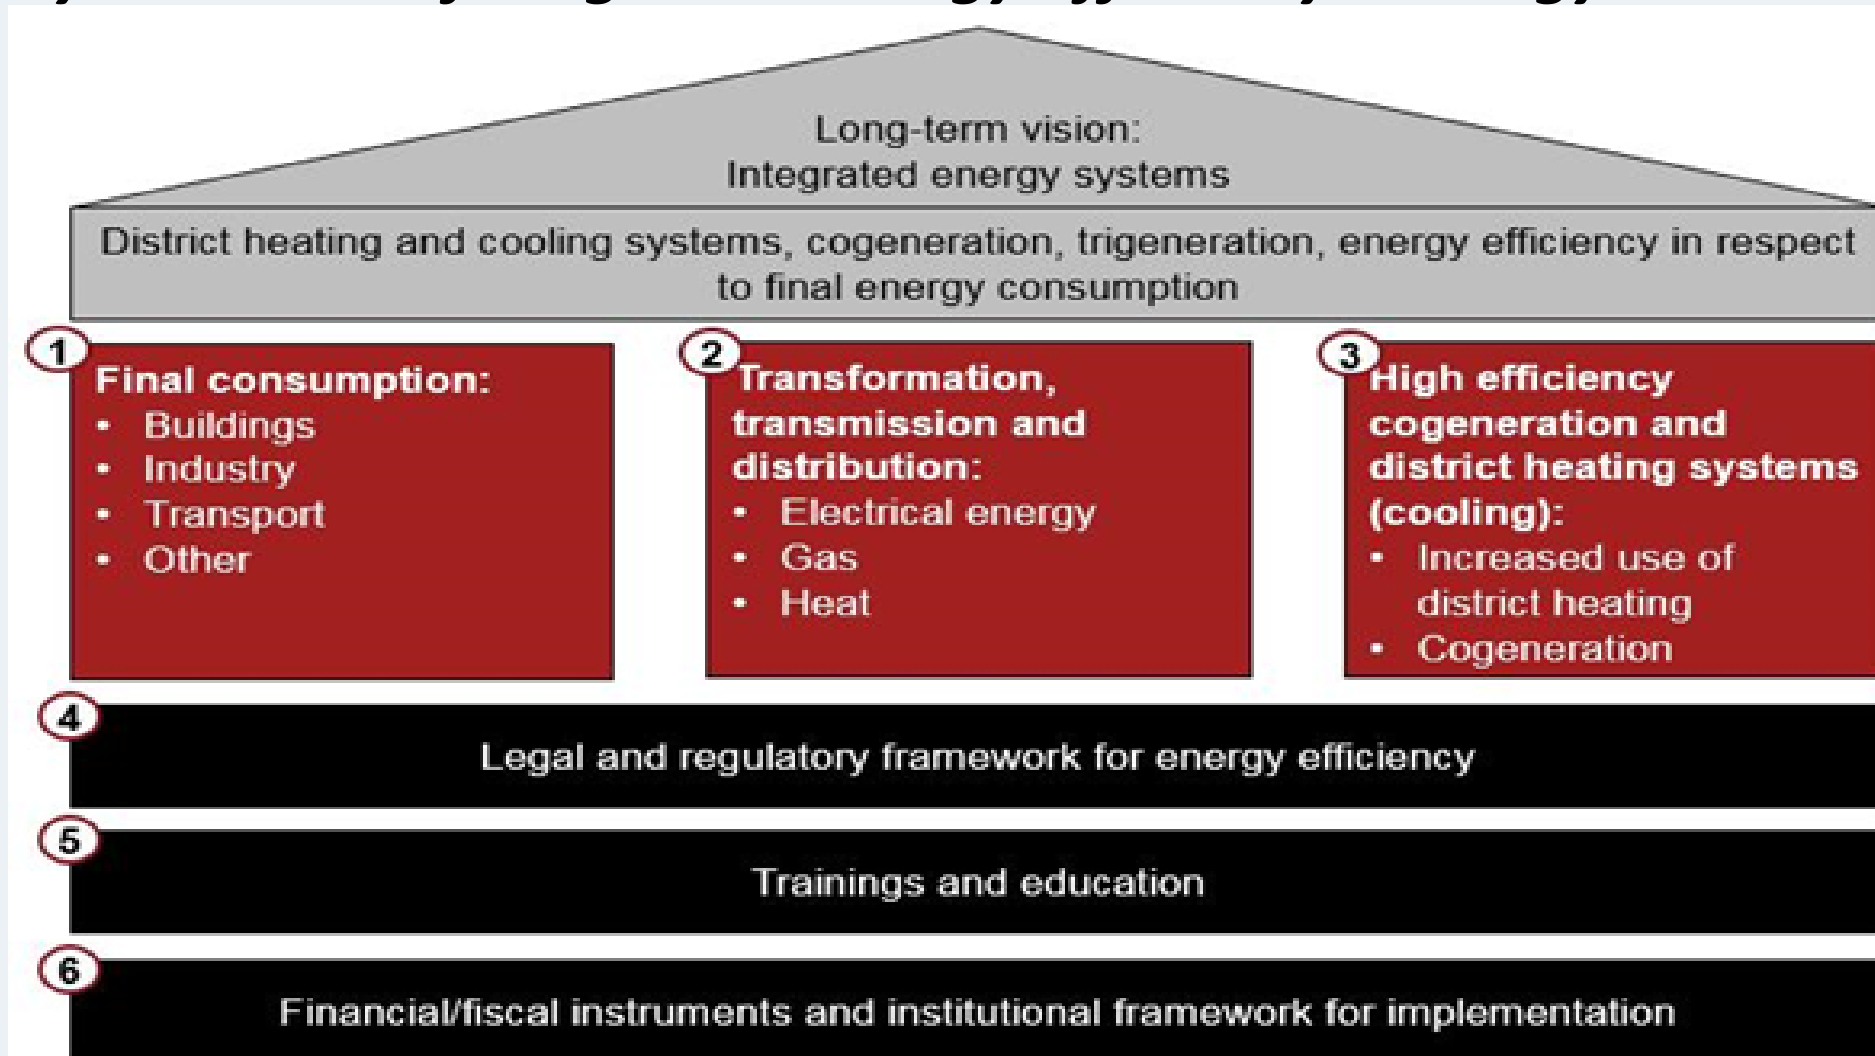 Long-term vision:
Integrated energy systems
District heating and cooling systems, cogeneration, trigeneration, energy efficiency in respect
to final energy consumption
1
Final consumption:
• Buildings
• Industry
• Transport
• Other
2
Transformation,
transmission and
distribution:
• Electrical energy
• Gas
• Heat
3
High efficiency
cogeneration and
district heating systems
(cooling):
• Increased use of
district heating
• Cogeneration
4
Legal and regulatory framework for energy efficiency
5
Trainings and education
6
Financial/fiscal instruments and institutional framework for implementation